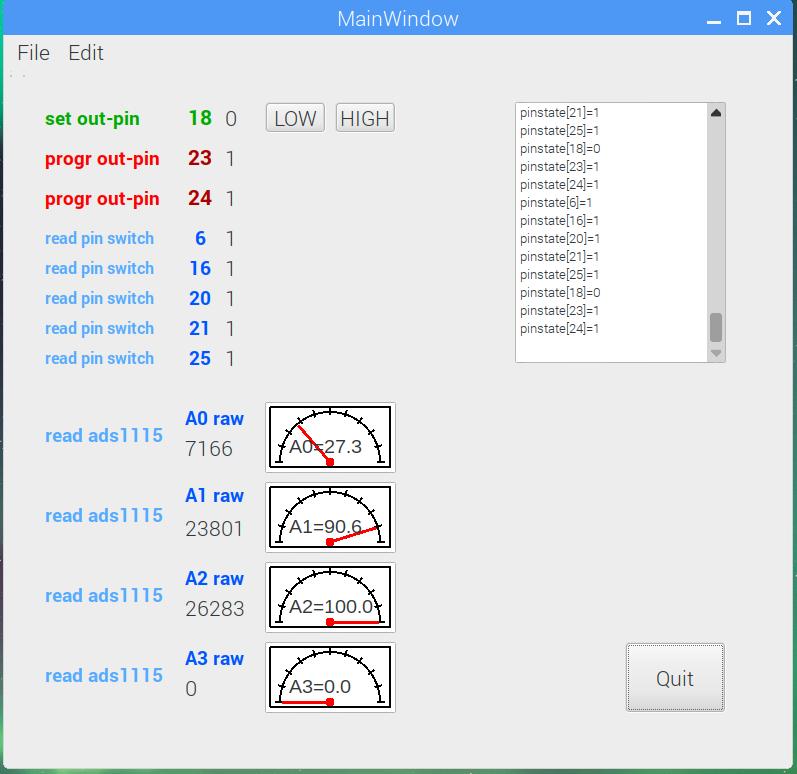 MainWindow
File Edit
set out-pin 18 0 LOW HIGH
progr out-pin 23 1
progr out-pin 24 1
read pin switch 6 1
read pin switch 16 1
read pin switch 20 1
read pin switch 21 1
read pin switch 25 1
pinstate[21]=1
pinstate[25]=1
pinstate[18]=0
pinstate[23]=1
pinstate[24]=1
pinstate[6]=1
pinstate[16]=1
pinstate[20]=1
pinstate[21]=1
pinstate[25]=1
pinstate[18]=0
pinstate[23]=1
pinstate[24]=1
read ads1115
A0 raw
7166
A0=27.3
read ads1115
A1 raw
23801
A1=90.6
read ads1115
A2 raw
26283
A2=100.0
read ads1115
A3 raw
0
A3=0.0
Quit